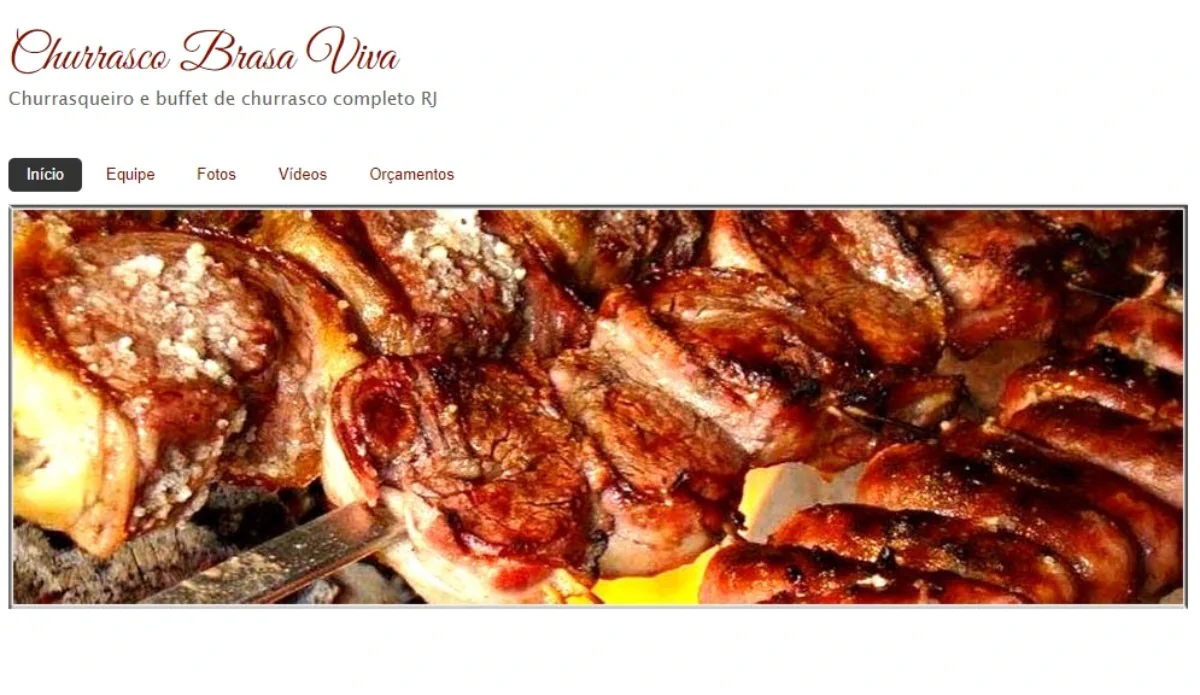 Churrasco Brasa Viva
Churrasqueiro e buffet de churrasco completo RJ
Início Equipe Fotos Vídeos Orçamentos